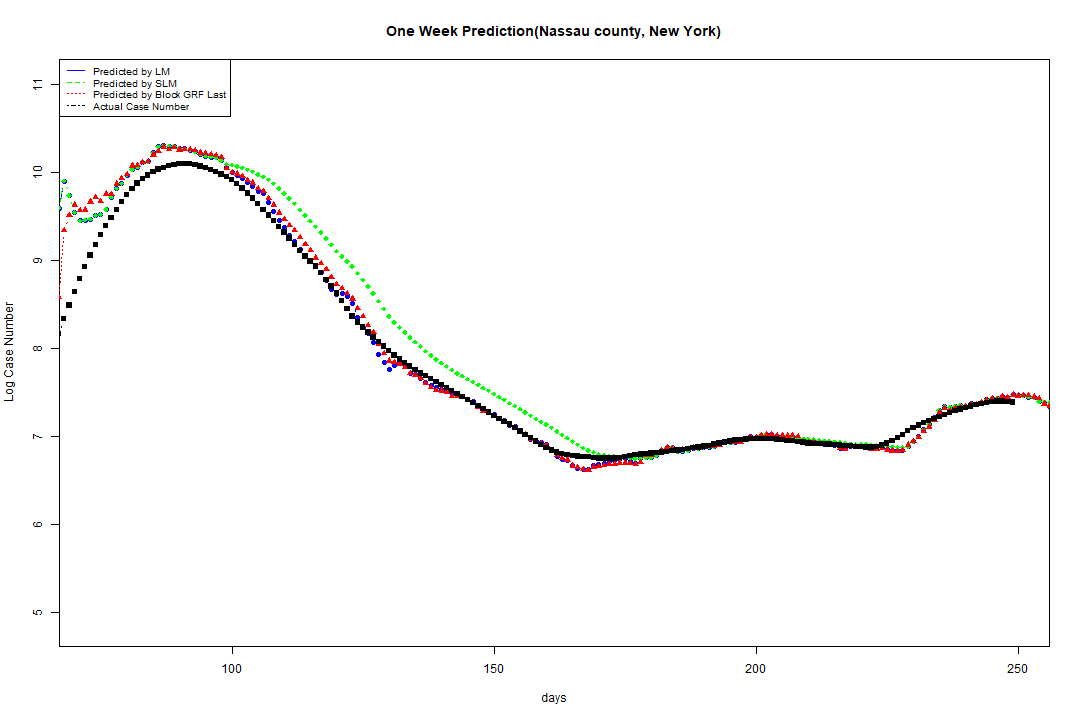 One Week Prediction(Nassau county, New York)
Predicted by LM
Predicted by SLM
Predicted by Block GRF Last
Actual Case Number
11
10
9
8
7
6
5
Log Case Number
100 150 200 250
days